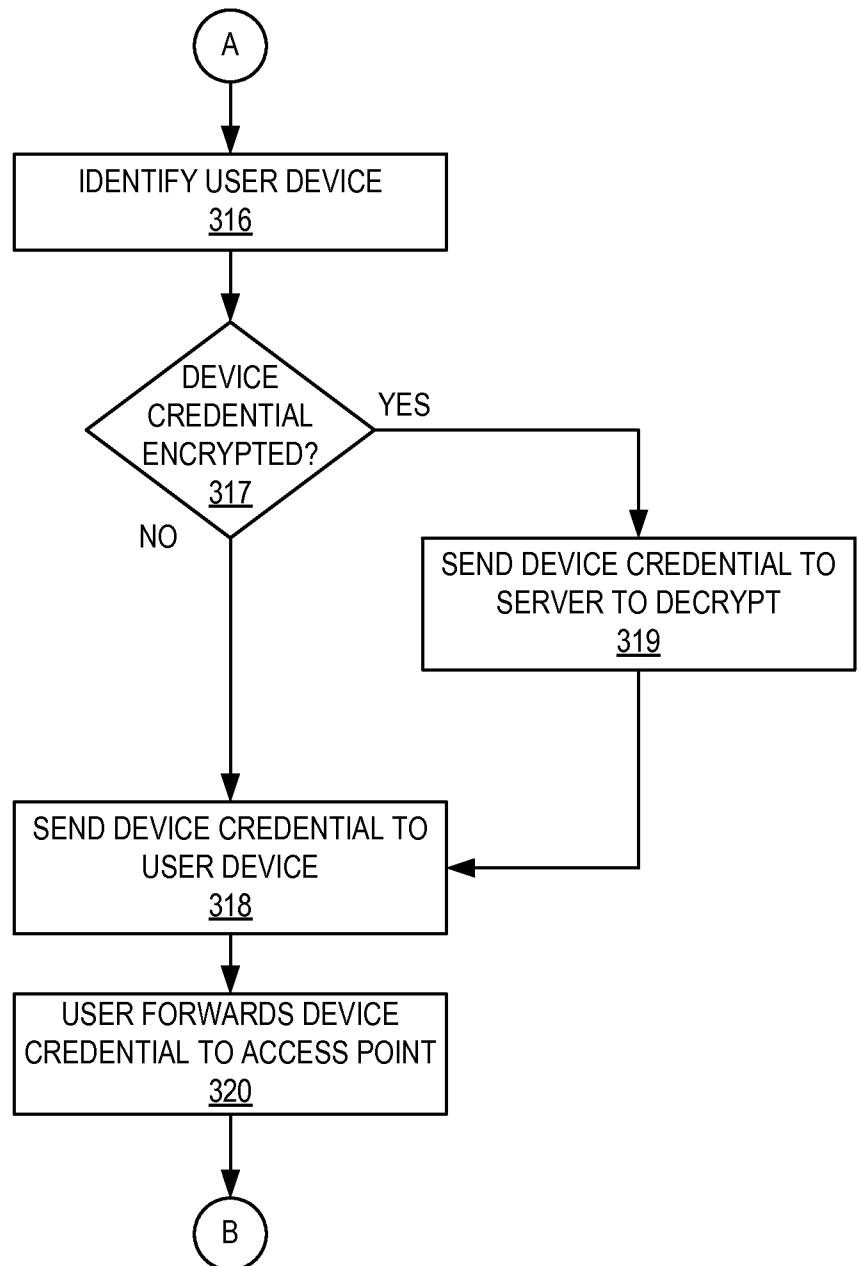 A
IDENTIFY USER DEVICE
316
DEVICE
CREDENTIAL
ENCRYPTED?
317
YES
NO
SEND DEVICE CREDENTIAL TO
SERVER TO DECRYPT
319
SEND DEVICE CREDENTIAL TO
USER DEVICE
318
USER FORWARDS DEVICE
CREDENTIAL TO ACCESS POINT
320
B